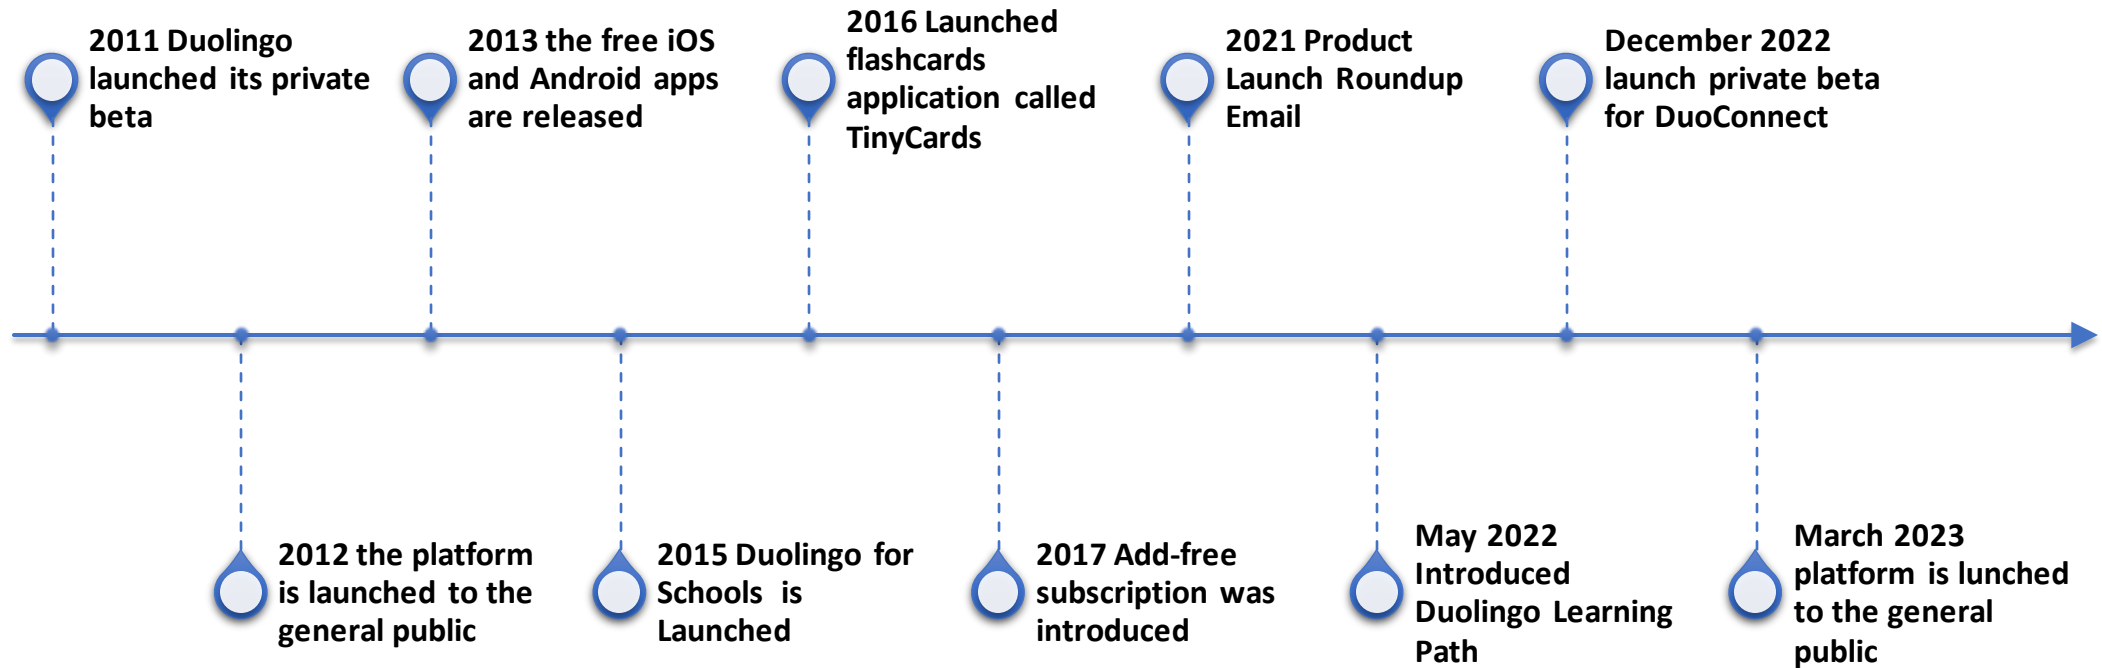 2011 Duolingo
launched its private
beta
2012 the platform
is launched to the
general public
2013 the free iOS
and Android apps
are released
2015 Duolingo for
Schools is
Launched
2016 Launched
flashcards
application called
TinyCards
2017 Add-free
subscription was
introduced
2021 Product
Launch Roundup
Email
May 2022
Introduced
Duolingo Learning
Path
December 2022
launch private beta
for DuoConnect
March 2023
platform is lunched
to the general
public